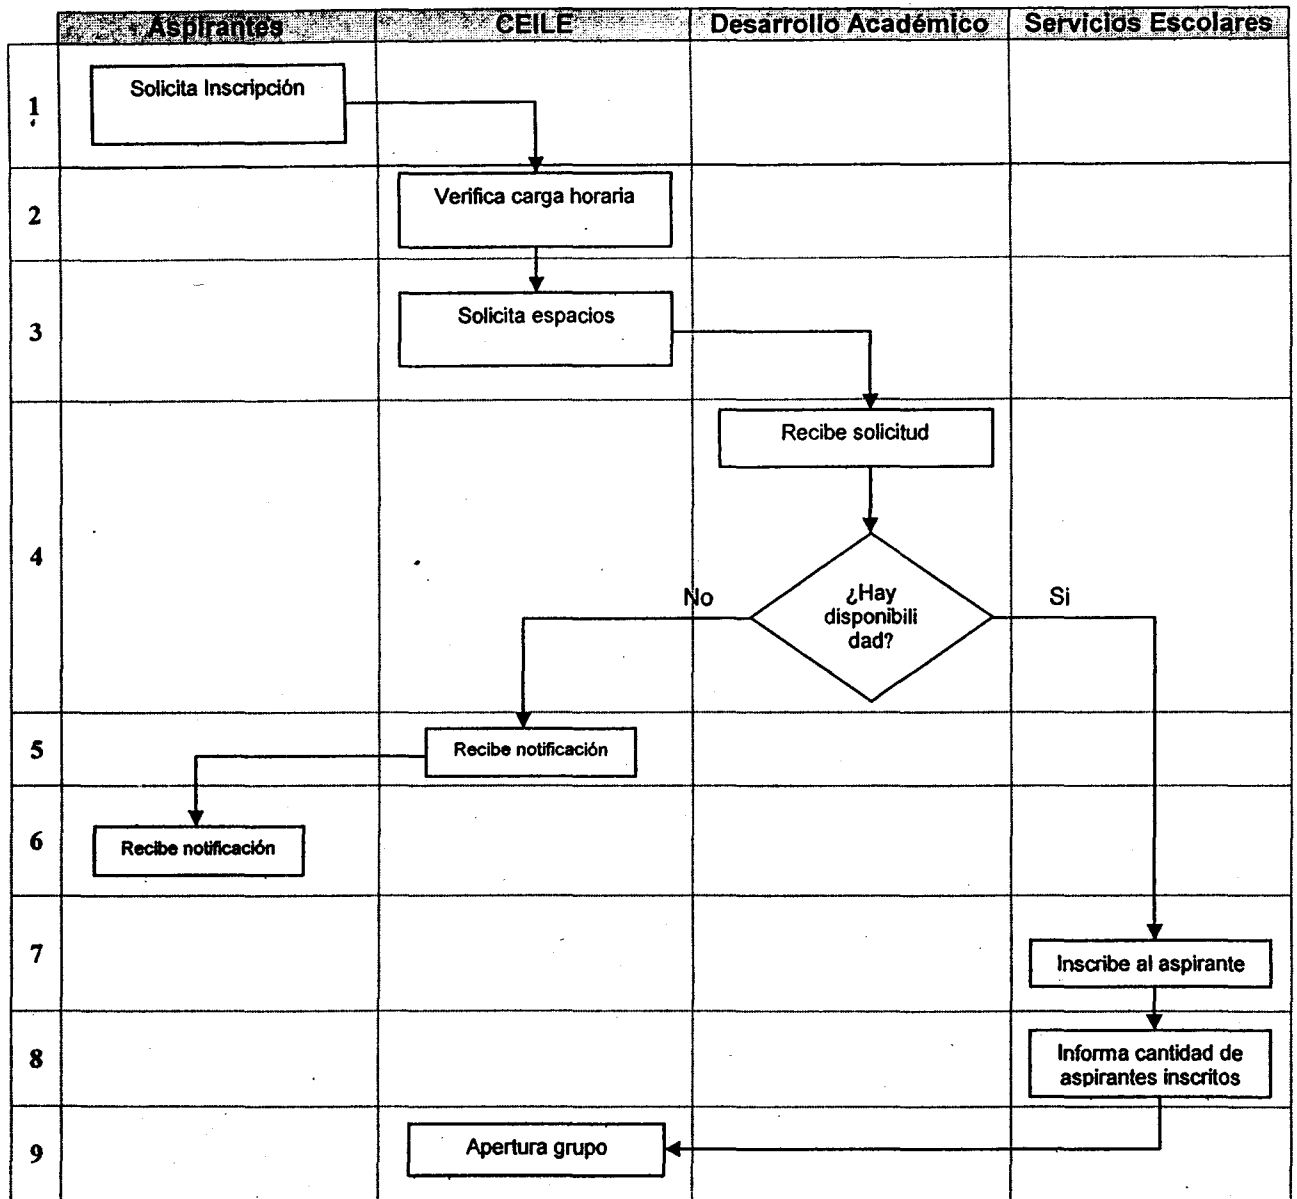 Aspirantes CEILE Desarrollo Académico Servicios Escolares
1
Solicita Inscripción
2
Verifica carga horaria
3
Solicita espacios
4
Recibe solicitud
¿Hay
disponibili
dad?
No
Si
5
Recibe notificación
6
Recibe notificación
7
Inscribe al aspirante
8
Informa cantidad de
aspirantes inscritos
9
Apertura grupo